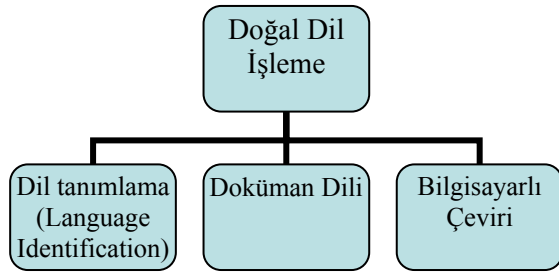 Doğal Dil
İşleme
Dil tanımlama
(Language
Identification)
Doküman Dili
Bilgisayarlı
Çeviri